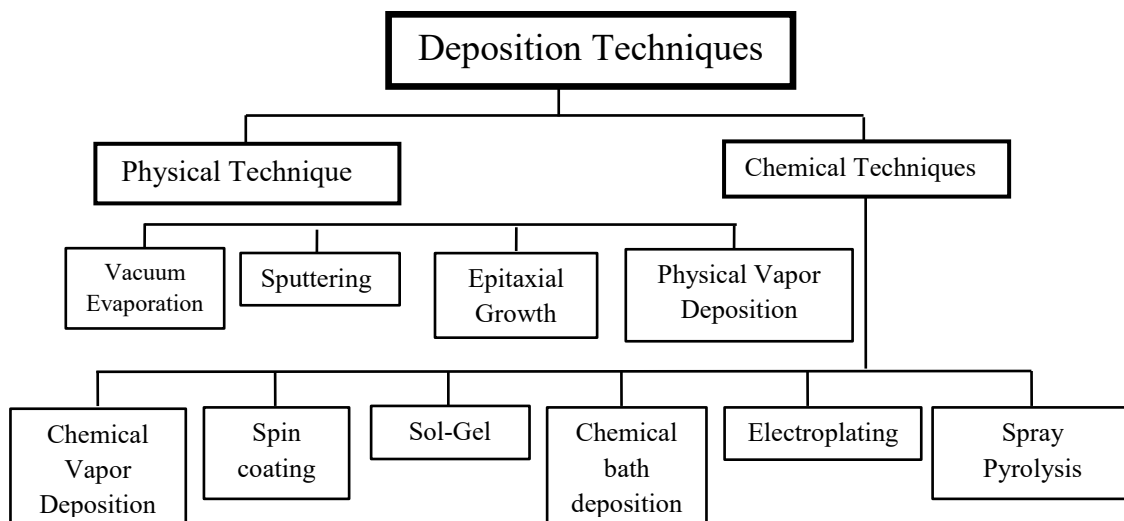 Deposition Techniques
Physical Technique
Chemical Techniques
Vacuum
Evaporation
Sputtering
Epitaxial
Growth
Physical Vapor
Deposition
Chemical
Vapor
Deposition
Spin
coating
Sol-Gel
Chemical
bath
deposition
Electroplating
Spray
Pyrolysis